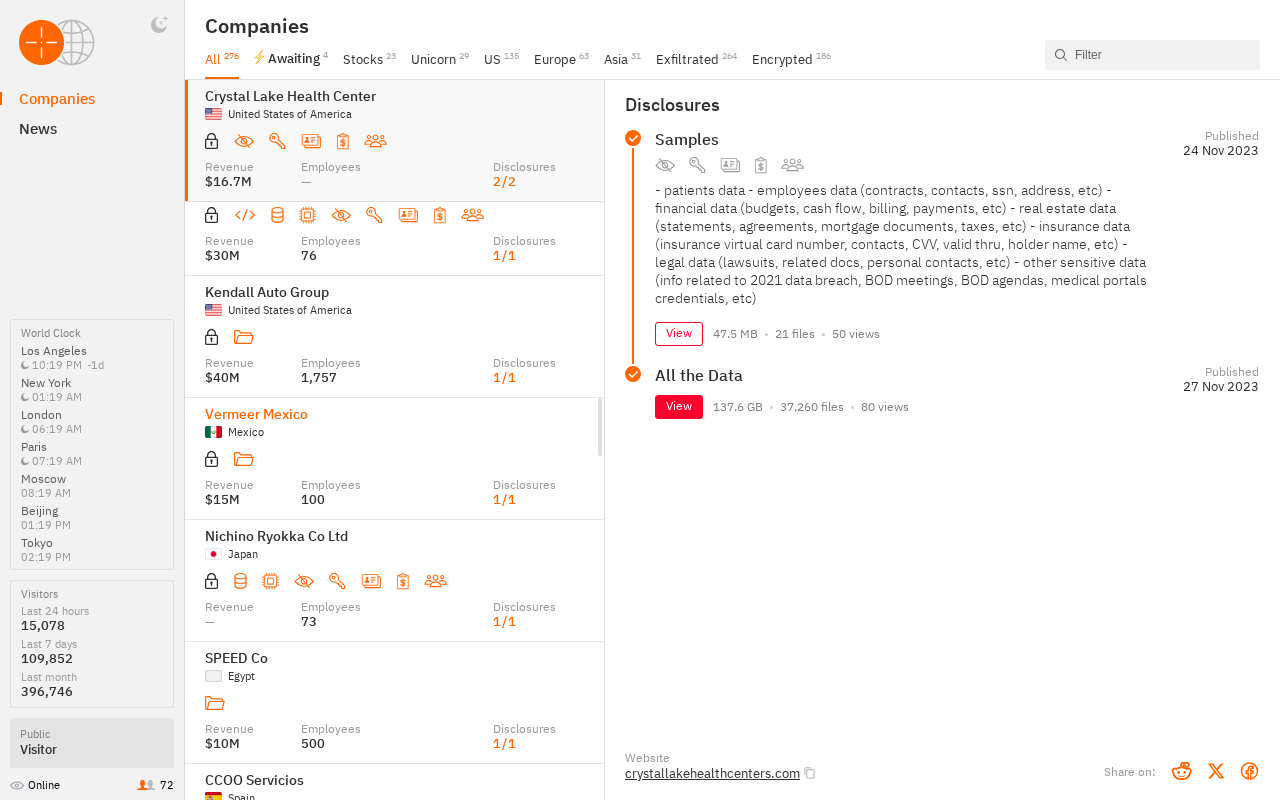 Companies
News
World Clock
Los Angeles
10:19 PM -1d
New York
01:19 AM
London
06:19 AM
Paris
07:19 AM
Moscow
08:19 AM
Beijing
01:19 PM
Tokyo
02:19 PM
Visitors
Last 24 hours
15,078
Last 7 days
109,852
Last month
396,746
Public
Visitor
Online 72
Companies
All 276 Awaiting 4 Stocks 23 Unicorn 29 US 135 Europe 63 Asia 31 Exfiltrated 264 Encrypted 186
Filter
Crystal Lake Health Center
United States of America
Revenue Employees Disclosures
$16.7M — 2/2
Revenue Employees Disclosures
$30M 76 1/1
Kendall Auto Group
United States of America
Revenue Employees Disclosures
$40M 1,757 1/1
Vermeer Mexico
Mexico
Revenue Employees Disclosures
$15M 100 1/1
Nichino Ryokka Co Ltd
Japan
Revenue Employees Disclosures
— 73 1/1
SPEED Co
Egypt
Revenue Employees Disclosures
$10M 500 1/1
CCOO Servicios
Spain
Disclosures
Samples
Published
24 Nov 2023
- patients data - employees data (contracts, contacts, ssn, address, etc) -
financial data (budgets, cash flow, billing, payments, etc) - real estate data
(statements, agreements, mortgage documents, taxes, etc) - insurance data
(insurance virtual card number, contacts, CVV, valid thru, holder name, etc) -
legal data (lawsuits, related docs, personal contacts, etc) - other sensitive data
(info related to 2021 data breach, BOD meetings, BOD agendas, medical portals
credentials, etc)
View 47.5 MB • 21 files • 50 views
All the Data
Published
27 Nov 2023
View 137.6 GB • 37,260 files • 80 views
Website
crystallakehealthcenters.com
Share on: